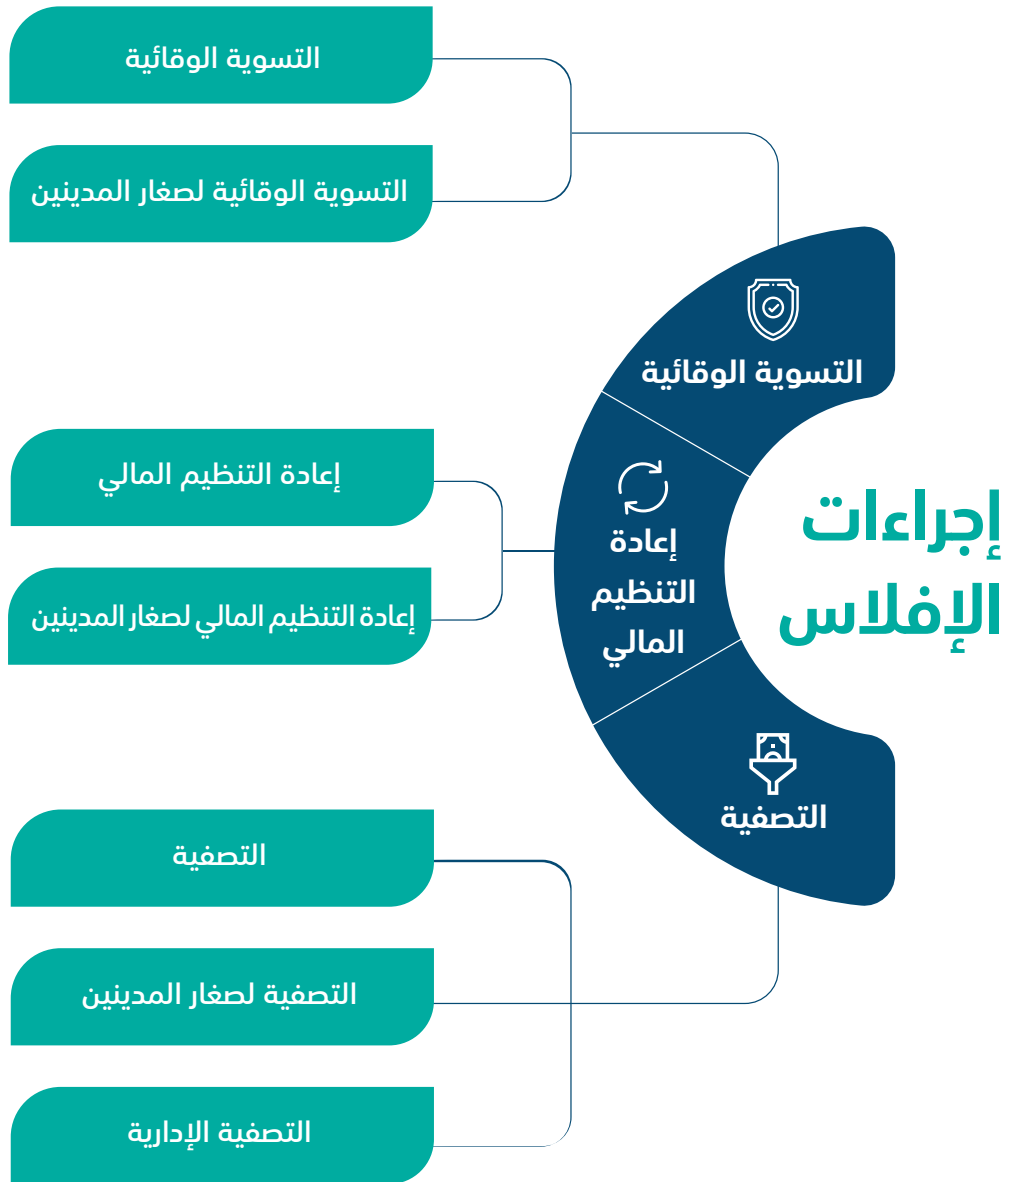 إجراءات
الإفلاس
التسوية الوقائية
التسوية الوقائية
التسوية الوقائية لصغار المدينين
إعادة
التنظيم
المالي
إعادة التنظيم المالي
إعادة التنظيم المالي لصغار المدينين
التصفية
التصفية
التصفية لصغار المدينين
التصفية الإدارية